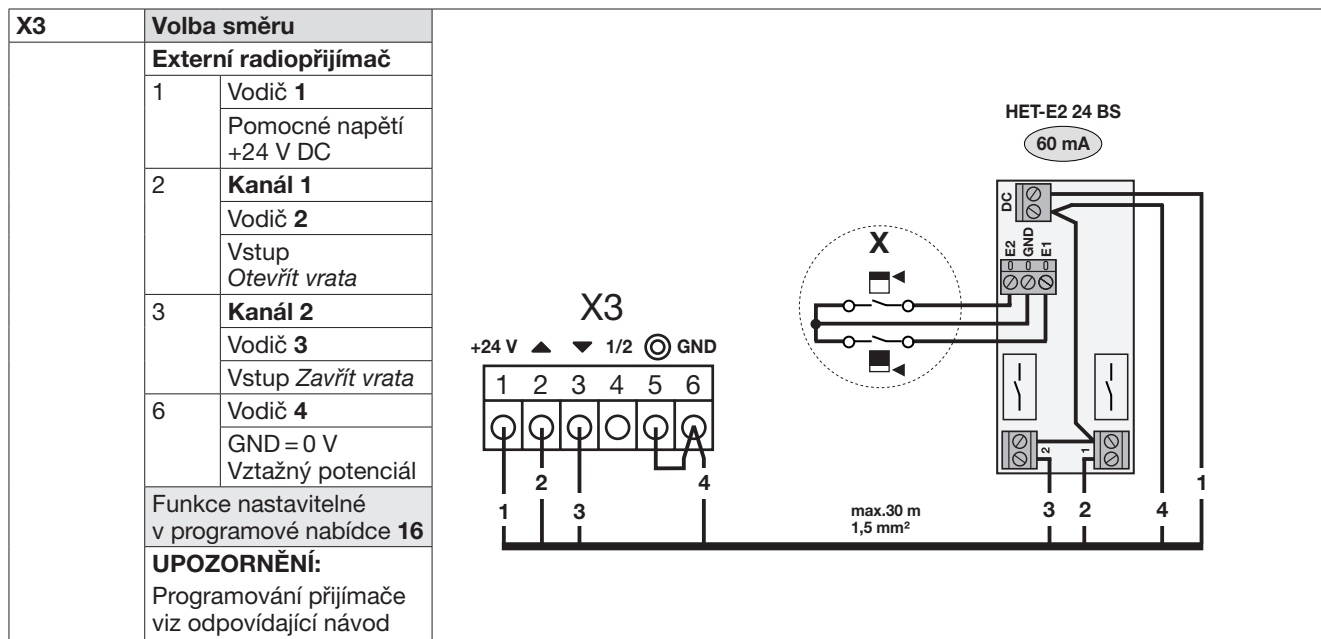 X3 Volba směru
Externí radiopřijímač
1 Vodič 1
Pomocné napětí
+24 V DC
2 Kanál 1
Vodič 2
Vstup
Otevřít vrata
3 Kanál 2
Vodič 3
Vstup Zavřít vrata
6 Vodič 4
GND = 0 V
Vztažný potenciál
Funkce nastavitelné
v programové nabídce 16
UPOZORNĚNÍ:
Programování přijímače
viz odpovídající návod
HET-E2 24 BS
60 mA
DC
E2 GND E1
0 0 0
X
X3
+24 V ▲ ▼ 1/2 ◎ GND
1 2 3 4 5 6
2 1
2 4
1 3
max.30 m
1,5 mm²
3 2 4 1